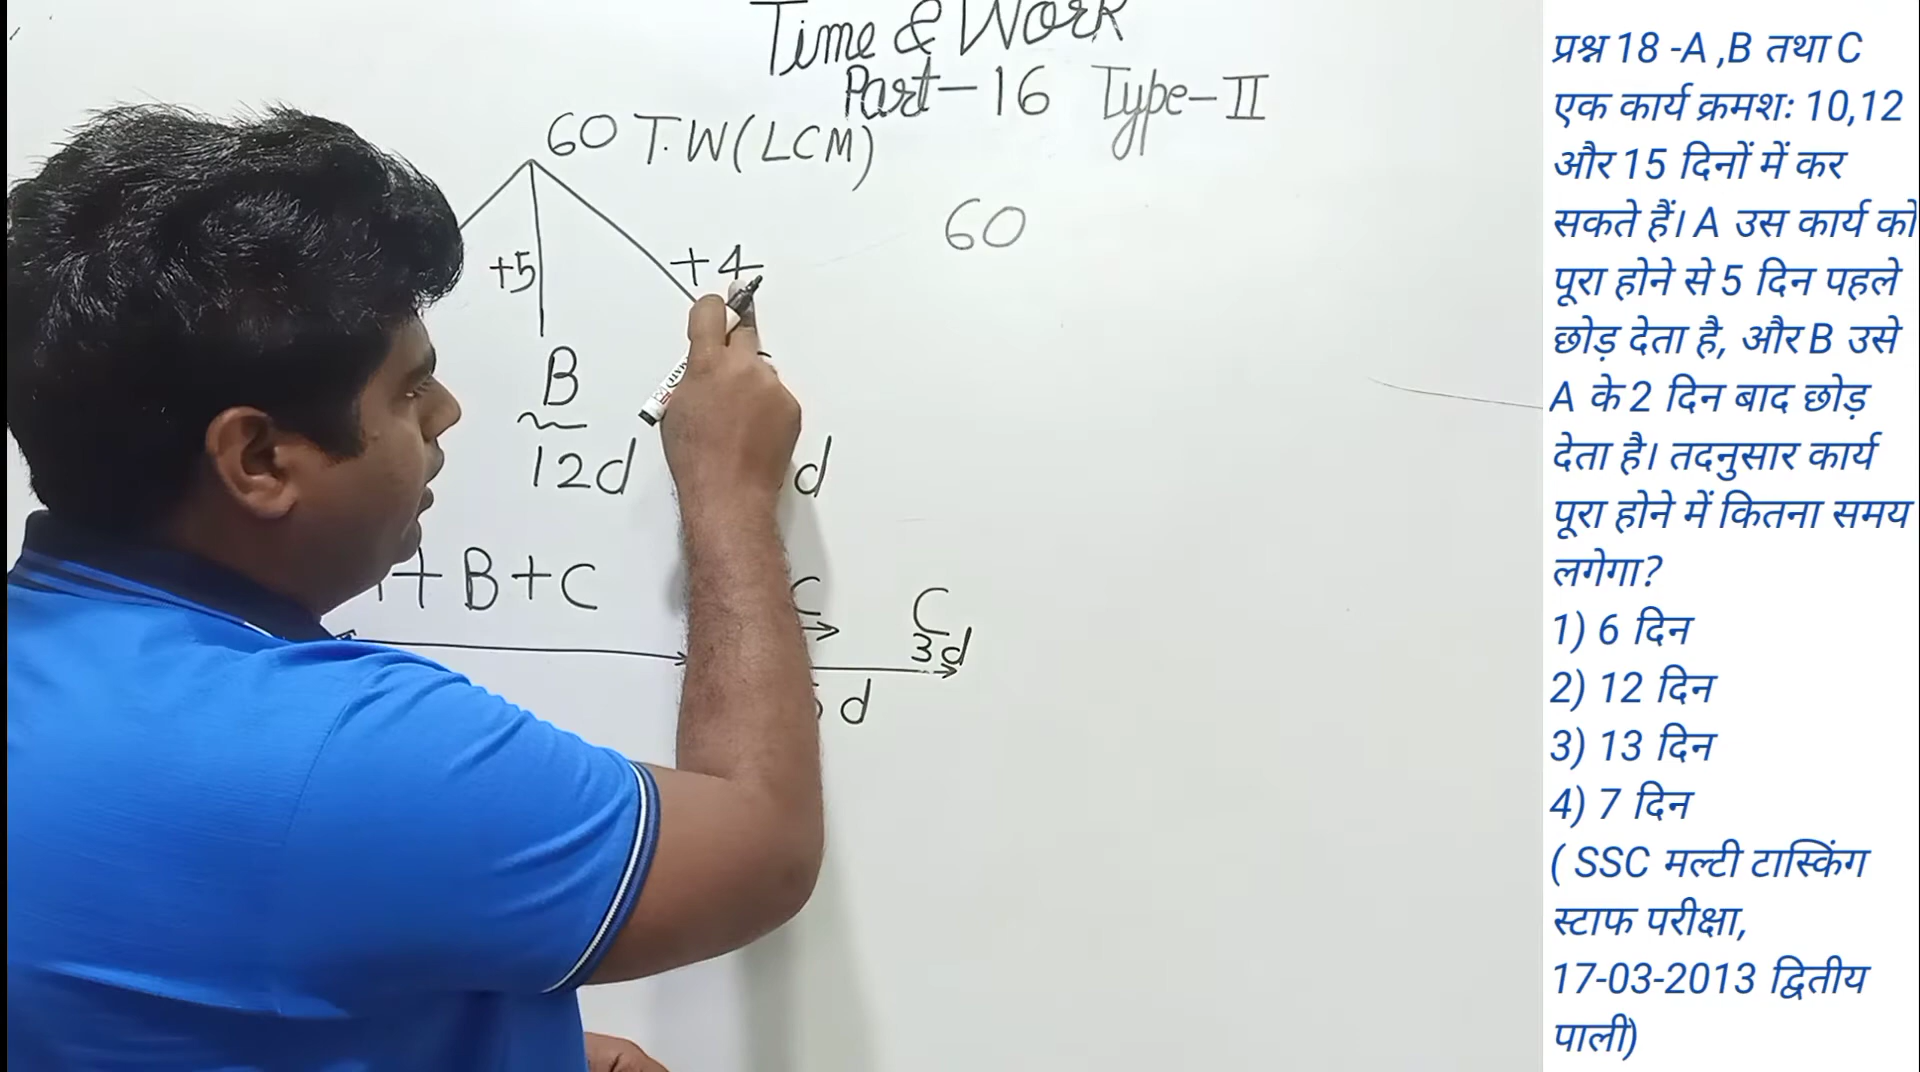 Time & Work
Part-16 Type-II
60 T.W(LCM)
60
+5
+4
B
12d
d
+ B + C
C
C
3d
d
प्रश्न 18 -A ,B तथा C
एक कार्य क्रमशः 10,12
और 15 दिनों में कर
सकते हैं। A उस कार्य को
पूरा होने से 5 दिन पहले
छोड़ देता है, और B उसे
A के 2 दिन बाद छोड़
देता है। तदनुसार कार्य
पूरा होने में कितना समय
लगेगा?
1) 6 दिन
2) 12 दिन
3) 13 दिन
4) 7 दिन
( SSC मल्टी टास्किंग
स्टाफ परीक्षा,
17-03-2013 द्वितीय
पाली)